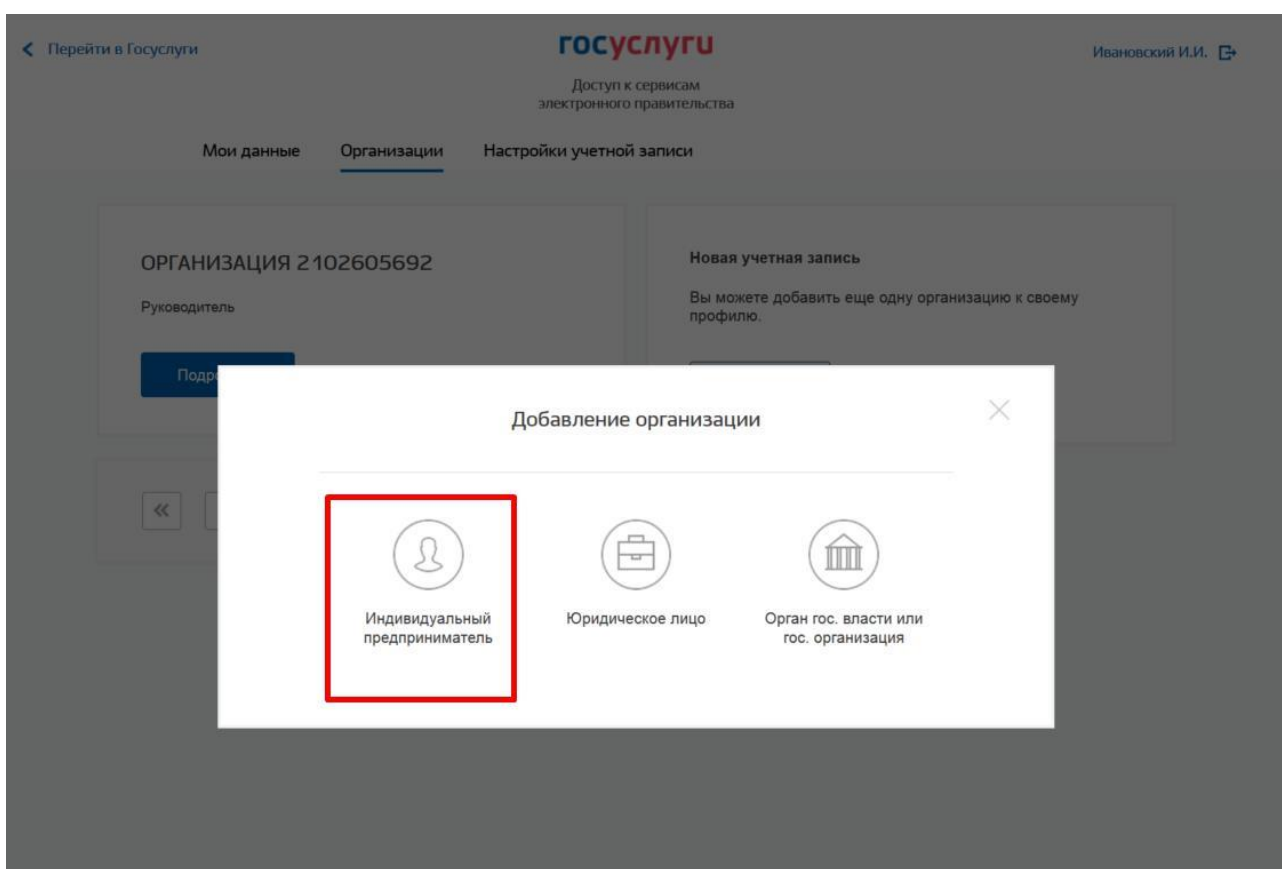 Перейти в Госуслуги
госуслуги
Ивановский И.И.
Доступ к сервисам
электронного правительства
Мои данные Организации Настройки учетной записи
ОРГАНИЗАЦИЯ 2102605692
Руководитель
Новая учетная запись
Вы можете добавить еще одну организацию к своему
профилю.
Добавление организации
Индивидуальный
предприниматель
Юридическое лицо
Орган гос. власти или
гос. организация